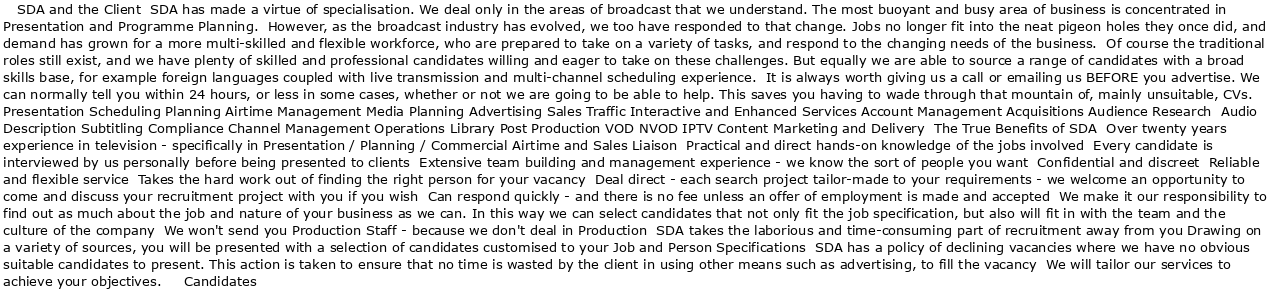 SDA and the Client  SDA has made a virtue of specialisation. We deal only in the areas of broadcast that we understand. The most buoyant and busy area of business is concentrated in
Presentation and Programme Planning.  However, as the broadcast industry has evolved, we too have responded to that change. Jobs no longer fit into the neat pigeon holes they once did, and
demand has grown for a more multi-skilled and flexible workforce, who are prepared to take on a variety of tasks, and respond to the changing needs of the business.  Of course the traditional
roles still exist, and we have plenty of skilled and professional candidates willing and eager to take on these challenges. But equally we are able to source a range of candidates with a broad
skills base, for example foreign languages coupled with live transmission and multi-channel scheduling experience.  It is always worth giving us a call or emailing us BEFORE you advertise. We
can normally tell you within 24 hours, or less in some cases, whether or not we are going to be able to help. This saves you having to wade through that mountain of, mainly unsuitable, CVs.
Presentation Scheduling Planning Airtime Management Media Planning Advertising Sales Traffic Interactive and Enhanced Services Account Management Acquisitions Audience Research  Audio
Description Subtitling Compliance Channel Management Operations Library Post Production VOD NVOD IPTV Content Marketing and Delivery  The True Benefits of SDA  Over twenty years
experience in television - specifically in Presentation / Planning / Commercial Airtime and Sales Liaison  Practical and direct hands-on knowledge of the jobs involved  Every candidate is
interviewed by us personally before being presented to clients  Extensive team building and management experience - we know the sort of people you want  Confidential and discreet  Reliable
and flexible service  Takes the hard work out of finding the right person for your vacancy  Deal direct - each search project tailor-made to your requirements - we welcome an opportunity to
come and discuss your recruitment project with you if you wish  Can respond quickly - and there is no fee unless an offer of employment is made and accepted  We make it our responsibility to
find out as much about the job and nature of your business as we can. In this way we can select candidates that not only fit the job specification, but also will fit in with the team and the
culture of the company  We won't send you Production Staff - because we don't deal in Production  SDA takes the laborious and time-consuming part of recruitment away from you Drawing on
a variety of sources, you will be presented with a selection of candidates customised to your Job and Person Specifications  SDA has a policy of declining vacancies where we have no obvious
suitable candidates to present. This action is taken to ensure that no time is wasted by the client in using other means such as advertising, to fill the vacancy  We will tailor our services to
achieve your objectives.  Candidates